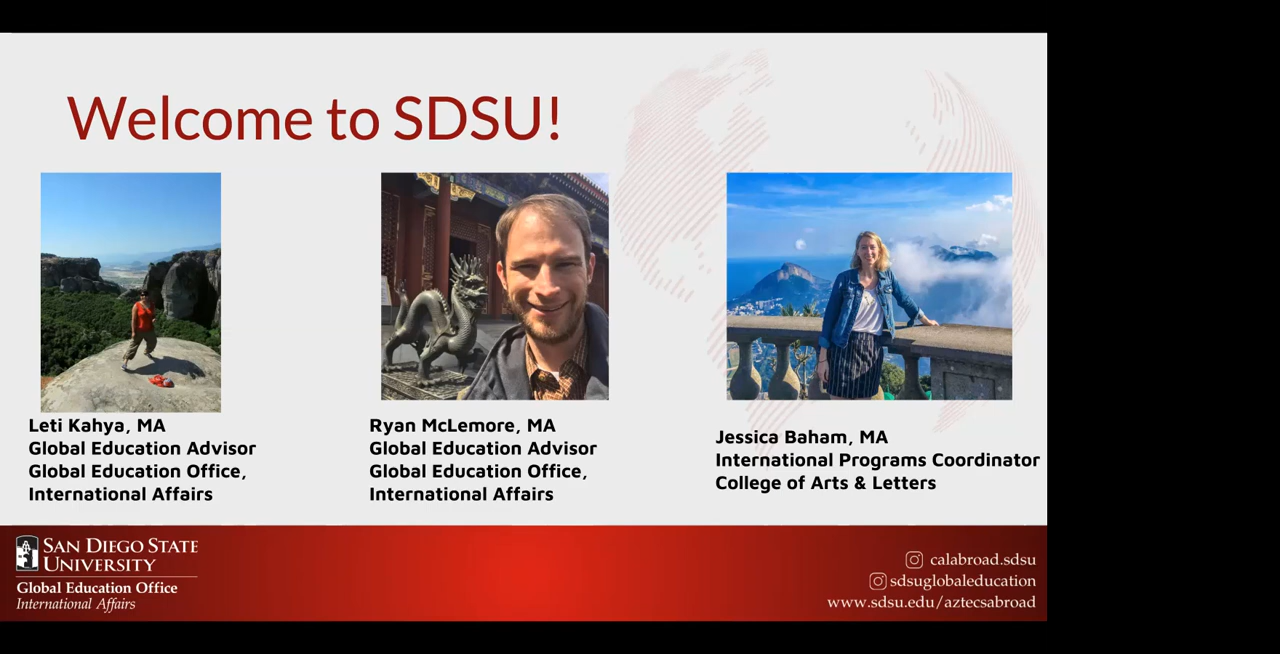 Welcome to SDSU!
Leti Kahya, MA
Global Education Advisor
Global Education Office,
International Affairs
Ryan McLemore, MA
Global Education Advisor
Global Education Office,
International Affairs
Jessica Baham, MA
International Programs Coordinator
College of Arts & Letters
SAN DIEGO STATE
UNIVERSITY
Global Education Office
International Affairs
calabroad.sdsu
sdsuglobaleducation
www.sdsu.edu/aztecsabroad